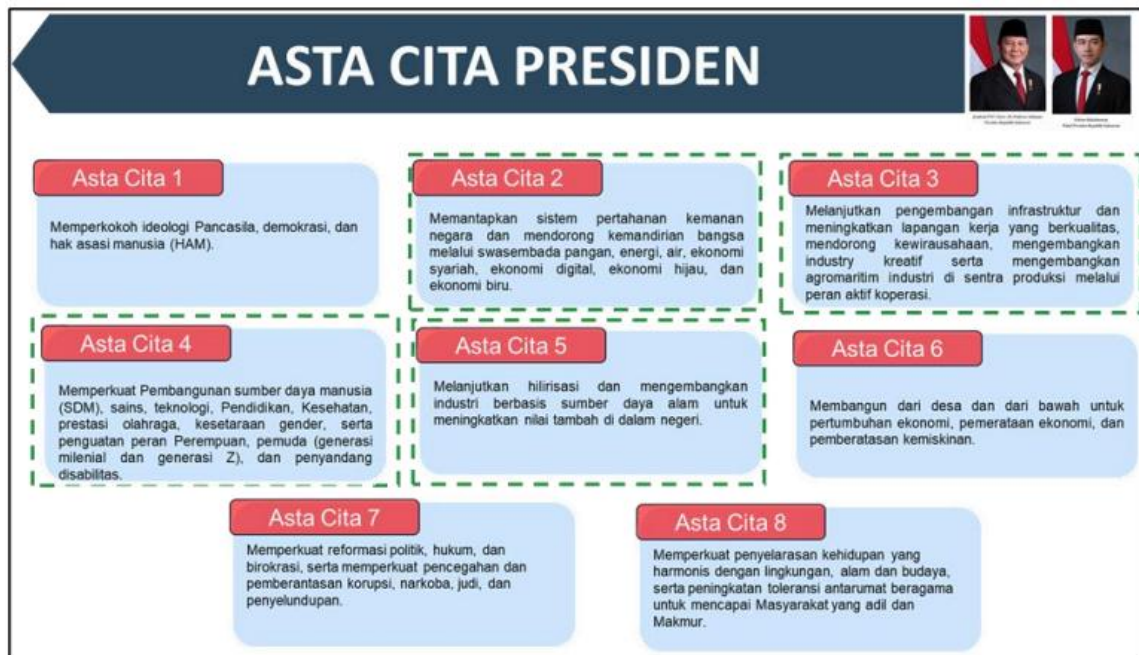 ASTA CITA PRESIDEN
Asta Cita 1
Memperkokoh ideologi Pancasila, demokrasi, dan
hak asasi manusia (HAM).
Asta Cita 2
Memantapkan sistem pertahanan kemanan
negara dan mendorong kemandirian bangsa
melalui swasembada pangan, energi, air, ekonomi
syariah, ekonomi digital, ekonomi hijau, dan
ekonomi biru.
Asta Cita 3
Melanjutkan pengembangan infrastruktur dan
meningkatkan lapangan kerja yang berkualitas,
mendorong kewirausahaan, mengembangkan
industry kreatif serta mengembangkan
agromaritim industri di sentra produksi melalui
peran aktif koperasi.
Asta Cita 4
Memperkuat Pembangunan sumber daya manusia
(SDM), sains, teknologi, Pendidikan, Kesehatan,
prestasi olahraga, kesetaraan gender, serta
penguatan peran Perempuan, pemuda (generasi
milenial dan generasi Z), dan penyandang
disabilitas.
Asta Cita 5
Melanjutkan hilirisasi dan mengembangkan
industri berbasis sumber daya alam untuk
meningkatkan nilai tambah di dalam negeri.
Asta Cita 6
Membangun dari desa dan dari bawah untuk
pertumbuhan ekonomi, pemerataan ekonomi, dan
pemberatasan kemiskinan.
Asta Cita 7
Memperkuat reformasi politik, hukum, dan
birokrasi, serta memperkuat pencegahan dan
pemberantasan korupsi, narkoba, judi, dan
penyelundupan.
Asta Cita 8
Memperkuat penyelarasan kehidupan yang
harmonis dengan lingkungan, alam dan budaya,
serta peningkatan toleransi antarumat beragama
untuk mencapai Masyarakat yang adil dan
Makmur.